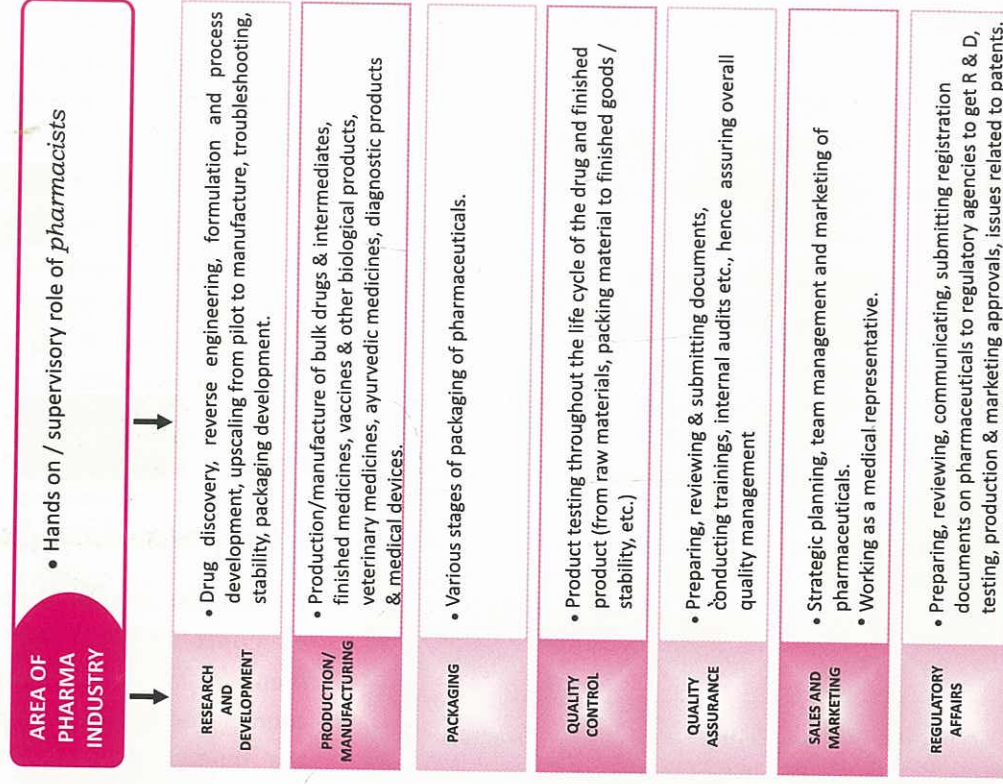 AREA OF
PHARMA
INDUSTRY
• Hands on / supervisory role of pharmacists
RESEARCH
AND
DEVELOPMENT
• Drug discovery, reverse engineering, formulation and process
development, upscaling from pilot to manufacture, troubleshooting,
stability, packaging development.
PRODUCTION/
MANUFACTURING
• Production/manufacture of bulk drugs & intermediates,
finished medicines, vaccines & other biological products,
veterinary medicines, ayurvedic medicines, diagnostic products
& medical devices.
PACKAGING
• Various stages of packaging of pharmaceuticals.
QUALITY
CONTROL
• Product testing throughout the life cycle of the drug and finished
product (from raw materials, packing material to finished goods /
stability, etc.)
QUALITY
ASSURANCE
• Preparing, reviewing & submitting documents,
conducting trainings, internal audits etc., hence assuring overall
quality management
SALES AND
MARKETING
• Strategic planning, team management and marketing of
pharmaceuticals.
• Working as a medical representative.
REGULATORY
AFFAIRS
• Preparing, reviewing, communicating, submitting registration
documents on pharmaceuticals to regulatory agencies to get R & D,
testing, production & marketing approvals, issues related to patents.